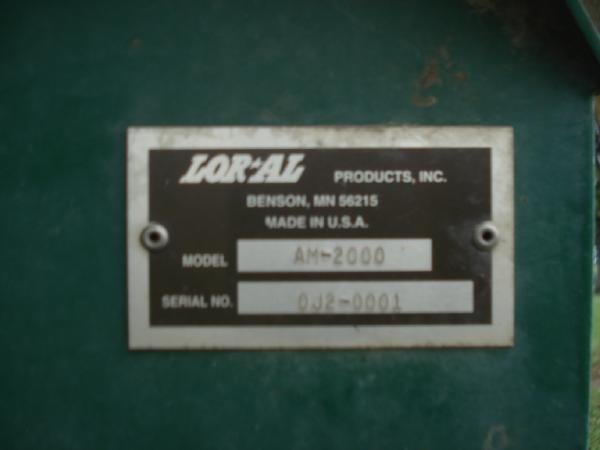 LOR*AL PRODUCTS, INC.
BENSON, MN 56215
MADE IN U.S.A.
MODEL AM-2000
SERIAL NO. 0J2-0001